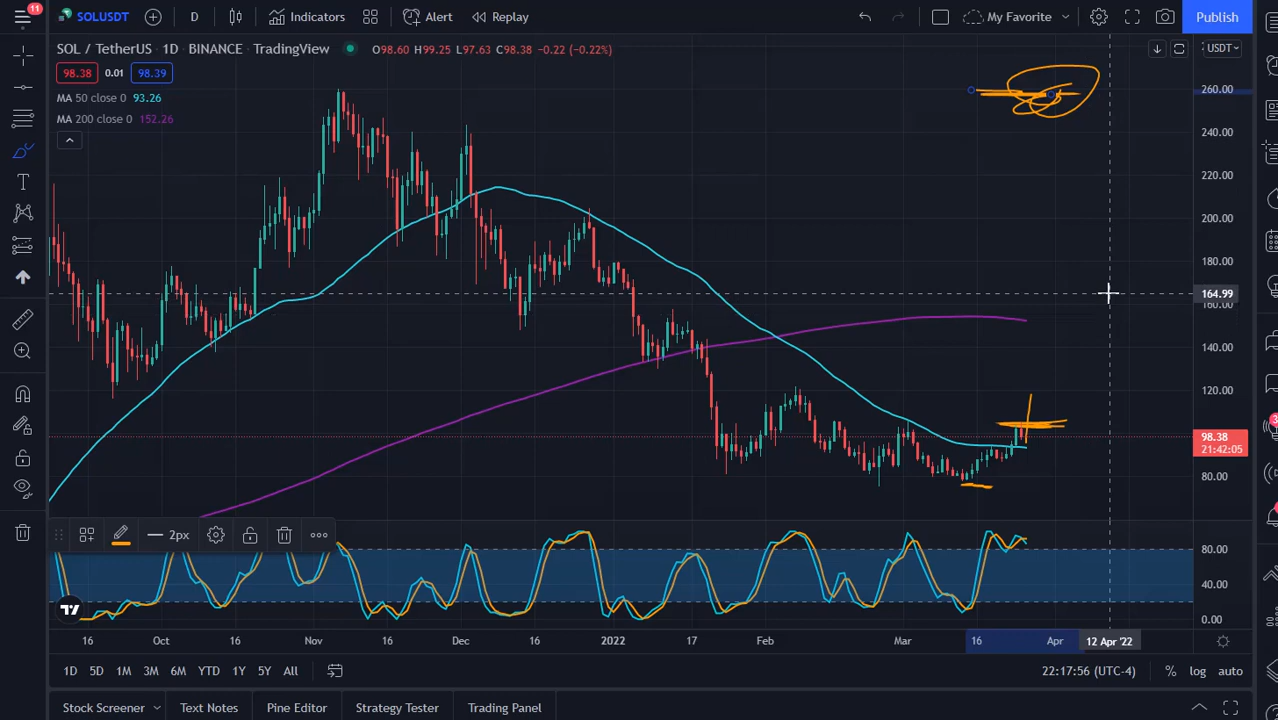 11
SOLUSDT
D
Indicators
Alert
Replay
My Favorite
Publish
SOL / TetherUS · 1D · BINANCE · TradingView
O98.60 H99.25 L97.63 C98.38 −0.22 (−0.22%)
USDT
98.38 0.01 98.39
MA 50 close 0 93.26
MA 200 close 0 152.26
260.00
240.00
220.00
200.00
180.00
164.99
160.00
140.00
120.00
98.38
21:42:05
80.00
2px
80.00
40.00
0.00
16 Oct 16 Nov 16 Dec 16 2022 17 Feb Mar 16 Apr 12 Apr '22
1D 5D 1M 3M 6M YTD 1Y 5Y All
22:17:56 (UTC-4)
% log auto
Stock Screener Text Notes Pine Editor Strategy Tester Trading Panel